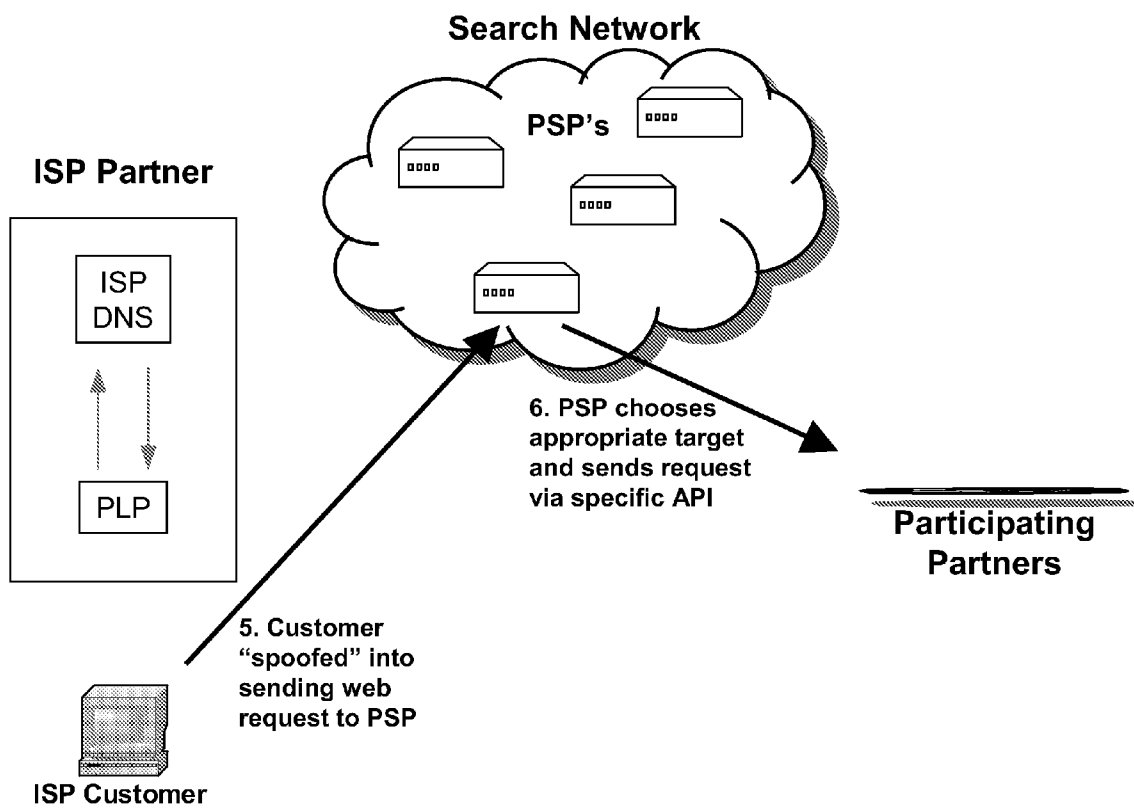 Search Network
PSP's
ISP Partner
ISP
DNS
PLP
6. PSP chooses
appropriate target
and sends request
via specific API
Participating
Partners
5. Customer
“spoofed” into
sending web
request to PSP
ISP Customer